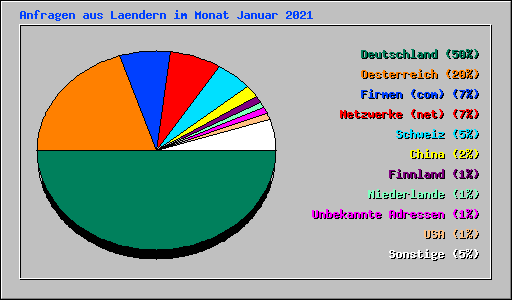 Anfragen aus Laendern im Monat Januar 2021
Deutschland (50%)
Oesterreich (20%)
Firmen (com) (7%)
Netzwerke (net) (7%)
Schweiz (5%)
China (2%)
Finnland (1%)
Niederlande (1%)
Unbekannte Adressen (1%)
USA (1%)
Sonstige (5%)